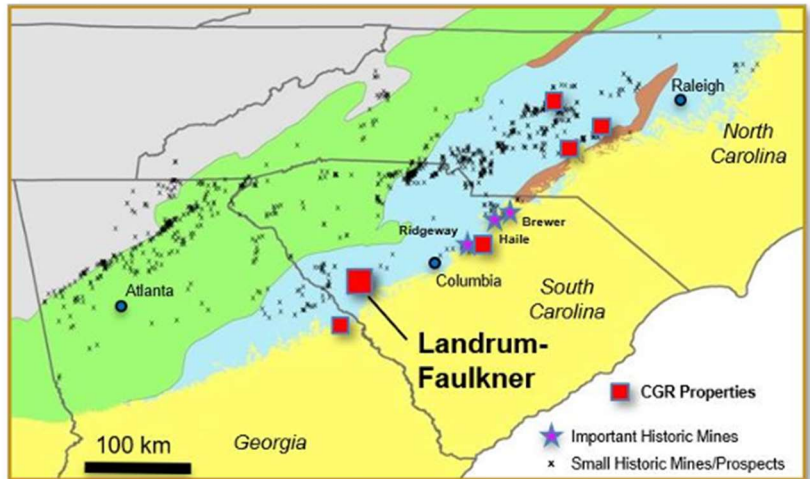 Raleigh
North
Carolina
Ridgeway
Brewer
Haile
Columbia
Atlanta
South
Carolina
Landrum-
Faulkner
CGR Properties
100 km
Georgia
Important Historic Mines
Small Historic Mines/Prospects